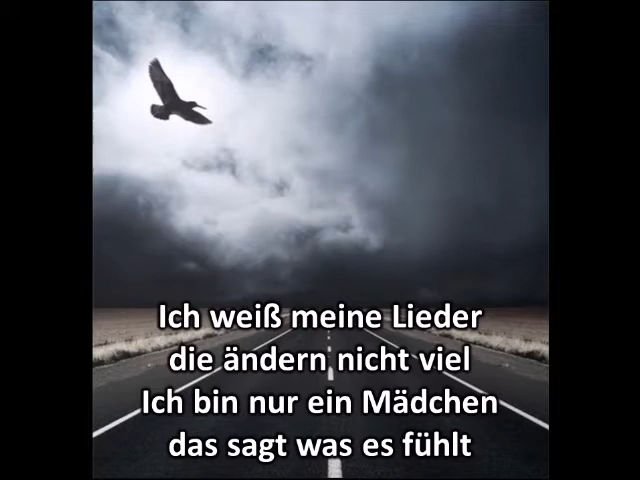 Ich weiß meine Lieder
die ändern nicht viel
Ich bin nur ein Mädchen
das sagt was es fühlt